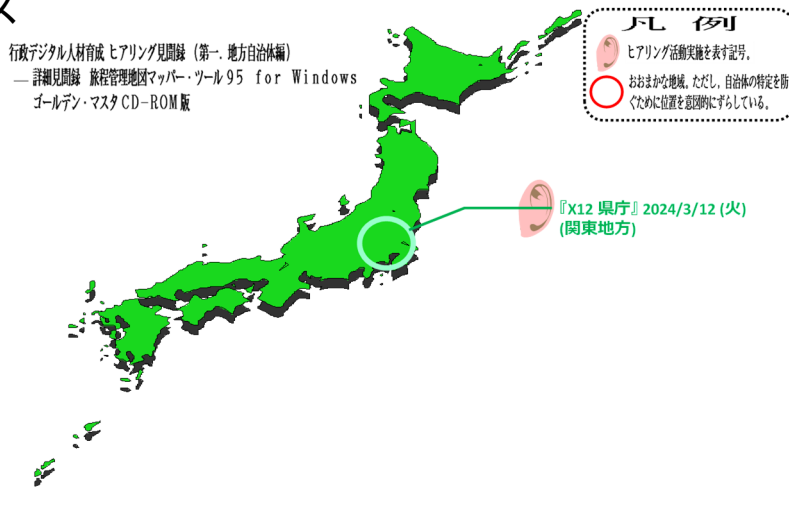 行政デジタル人材育成 ヒアリング見聞録 (第一. 地方自治体編)
― 詳細見聞録 旅程管理地図マッパー・ツール95 for Windows
ゴールデン・マスタCD-ROM版
凡 例
ヒアリング活動実施を表す記号。
おおまかな地域。ただし、自治体の特定を防
ぐために位置を意図的にずらしている。
『X12 県庁』 2024/3/12 (火)
(関東地方)